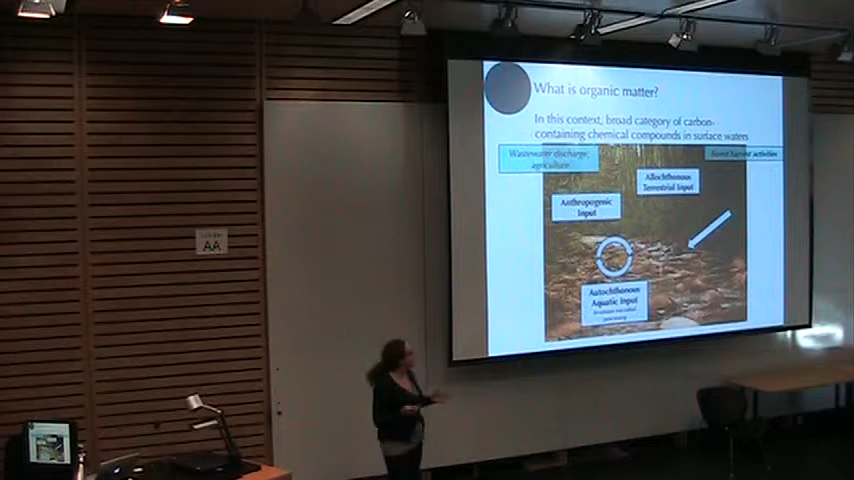 What is organic matter?
In this context, broad category of carbon-
containing chemical compounds in surface waters
Wastewater discharge;
agriculture
Forest harvest activities
Allochthonous
Terrestrial Input
Anthropogenic
Input
Autochthonous
Aquatic Input
AA